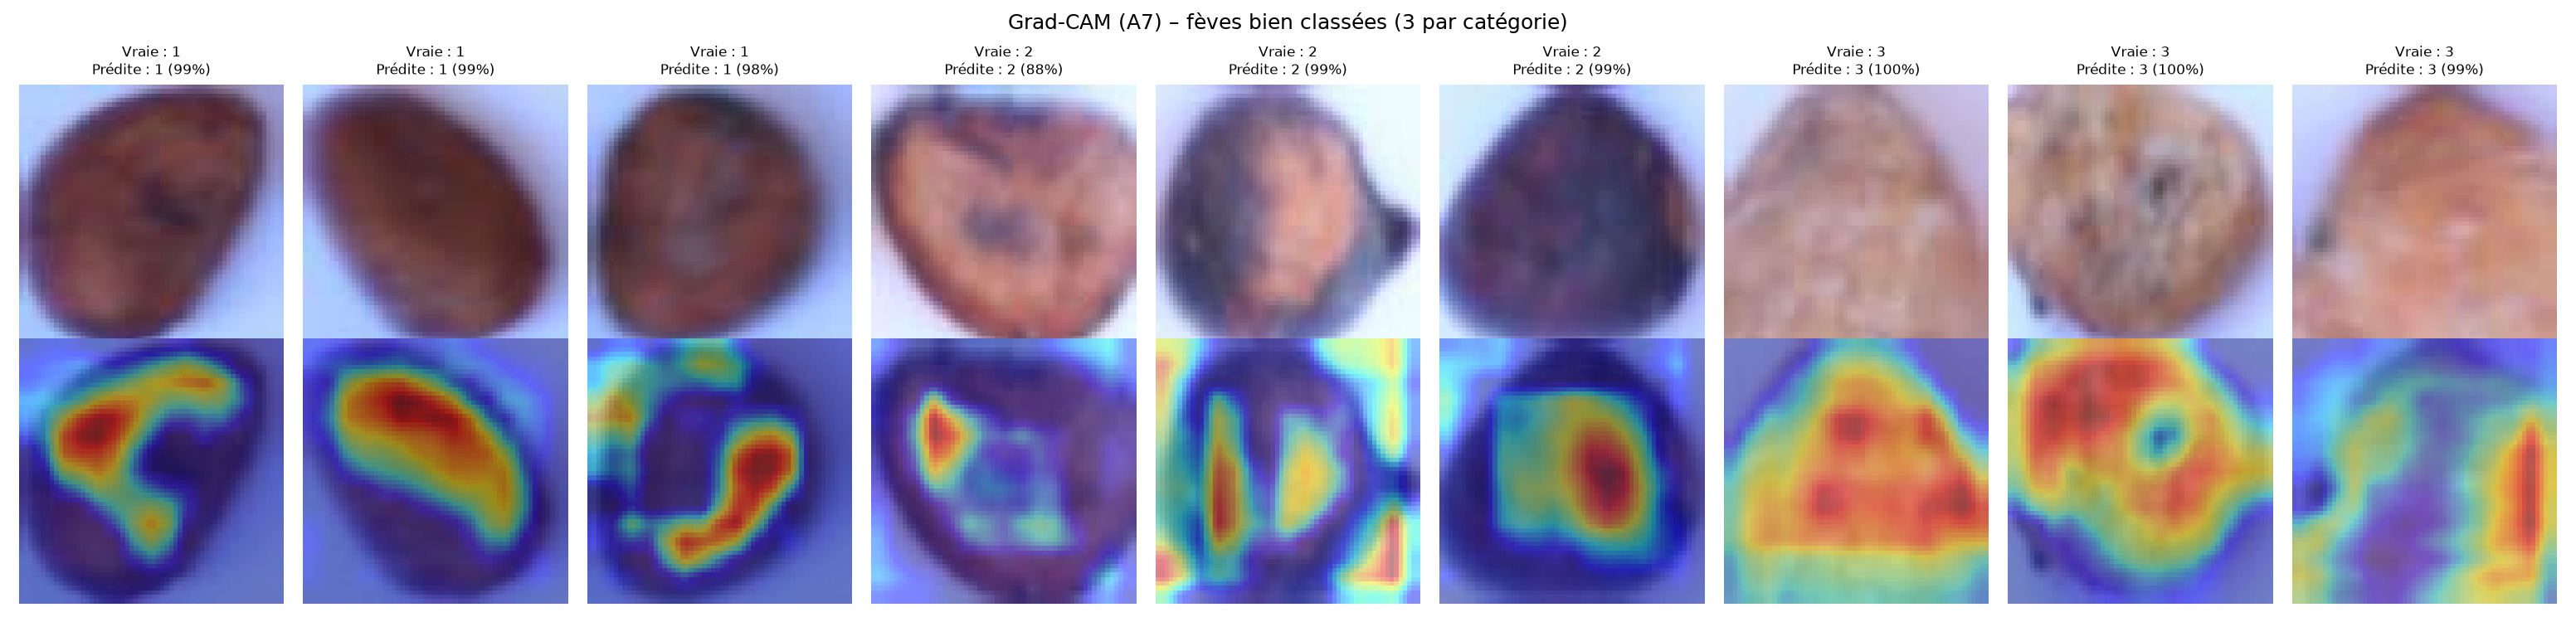 Grad-CAM (A7) – fèves bien classées (3 par catégorie)
Vraie : 1
Prédite : 1 (99%)
Vraie : 1
Prédite : 1 (99%)
Vraie : 1
Prédite : 1 (98%)
Vraie : 2
Prédite : 2 (88%)
Vraie : 2
Prédite : 2 (99%)
Vraie : 2
Prédite : 2 (99%)
Vraie : 3
Prédite : 3 (100%)
Vraie : 3
Prédite : 3 (100%)
Vraie : 3
Prédite : 3 (99%)